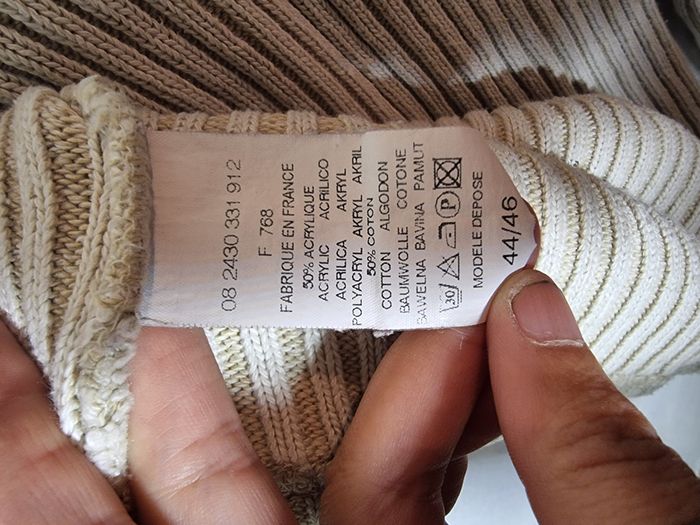 08 2430 331 912
F 768
FABRIQUE EN FRANCE
50% ACRYLIQUE
ACRYLIC ACRILICO
ACRILICA AKRYL
POLYACRYL AKRYL AKRIL
50% COTON
COTTON ALGODON
BAUMWOLLE COTONE
BAWELNA BAVINA PAMUT
30 P
MODELE DEPOSE
44/46